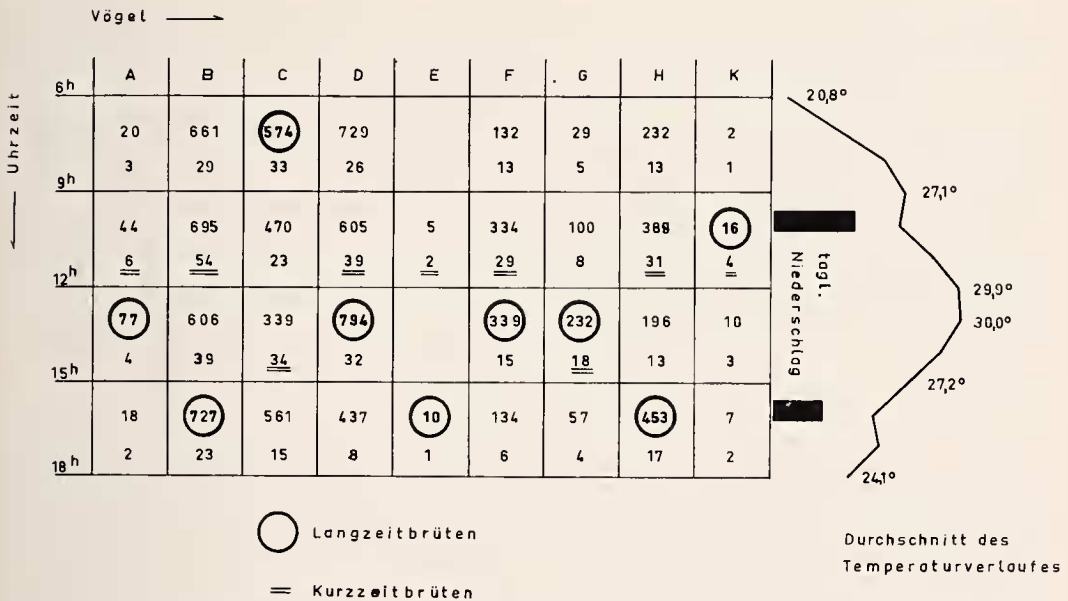 Vögel
Uhrzeit
A B C D E F G H K
6h
20 661 574 729 132 29 232 2
3 29 33 26 13 5 13 1
9h
44 695 470 605 5 334 100 389 16
6 54 23 39 2 29 8 31 4
12h
77 606 339 794 339 232 196 10
4 39 34 32 15 18 13 3
15h
18 727 561 437 10 134 57 453 7
2 23 15 8 1 6 4 17 2
18h
tägl.
Niederschlag
20,8°
27,1°
29,9°
30,0°
27,2°
24,1°
Langzeitbrüten
Kurzzeitbrüten
Durchschnitt des
Temperaturverlaufes